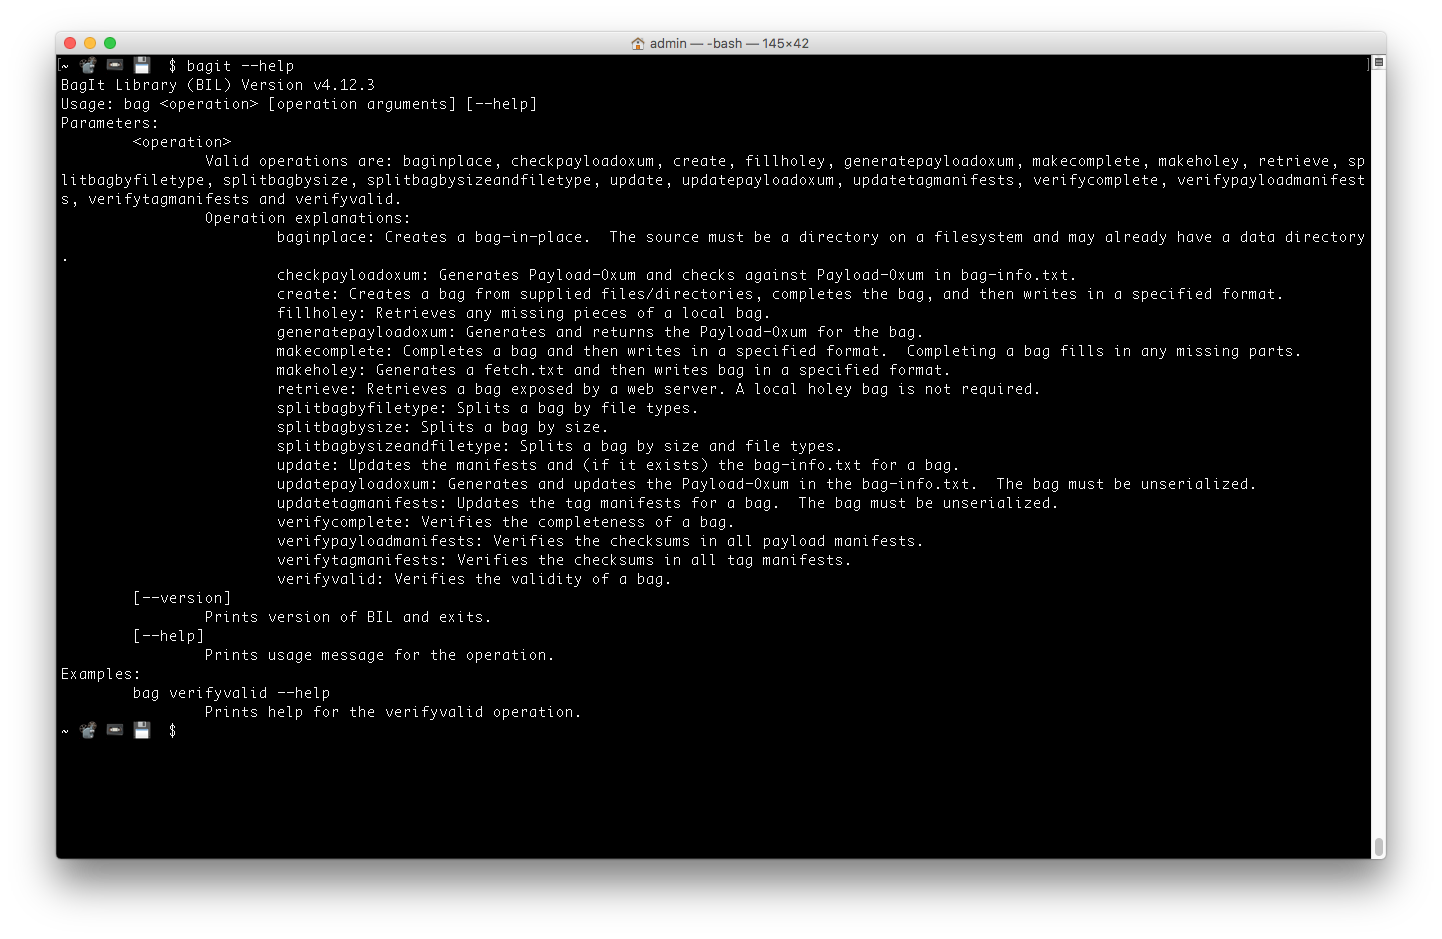 admin — -bash — 145×42
[~ 📽 📼 💾  $ bagit --help ]
BagIt Library (BIL) Version v4.12.3
Usage: bag <operation> [operation arguments] [--help]
Parameters:
<operation>
Valid operations are: baginplace, checkpayloadoxum, create, fillholey, generatepayloadoxum, makecomplete, makeholey, retrieve, sp
litbagbyfiletype, splitbagbysize, splitbagbysizeandfiletype, update, updatepayloadoxum, updatetagmanifests, verifycomplete, verifypayloadmanifest
s, verifytagmanifests and verifyvalid.
Operation explanations:
baginplace: Creates a bag-in-place.  The source must be a directory on a filesystem and may already have a data directory
.
checkpayloadoxum: Generates Payload-Oxum and checks against Payload-Oxum in bag-info.txt.
create: Creates a bag from supplied files/directories, completes the bag, and then writes in a specified format.
fillholey: Retrieves any missing pieces of a local bag.
generatepayloadoxum: Generates and returns the Payload-Oxum for the bag.
makecomplete: Completes a bag and then writes in a specified format.  Completing a bag fills in any missing parts.
makeholey: Generates a fetch.txt and then writes bag in a specified format.
retrieve: Retrieves a bag exposed by a web server. A local holey bag is not required.
splitbagbyfiletype: Splits a bag by file types.
splitbagbysize: Splits a bag by size.
splitbagbysizeandfiletype: Splits a bag by size and file types.
update: Updates the manifests and (if it exists) the bag-info.txt for a bag.
updatepayloadoxum: Generates and updates the Payload-Oxum in the bag-info.txt.  The bag must be unserialized.
updatetagmanifests: Updates the tag manifests for a bag.  The bag must be unserialized.
verifycomplete: Verifies the completeness of a bag.
verifypayloadmanifests: Verifies the checksums in all payload manifests.
verifytagmanifests: Verifies the checksums in all tag manifests.
verifyvalid: Verifies the validity of a bag.
[--version]
Prints version of BIL and exits.
[--help]
Prints usage message for the operation.
Examples:
bag verifyvalid --help
Prints help for the verifyvalid operation.
~ 📽 📼 💾  $